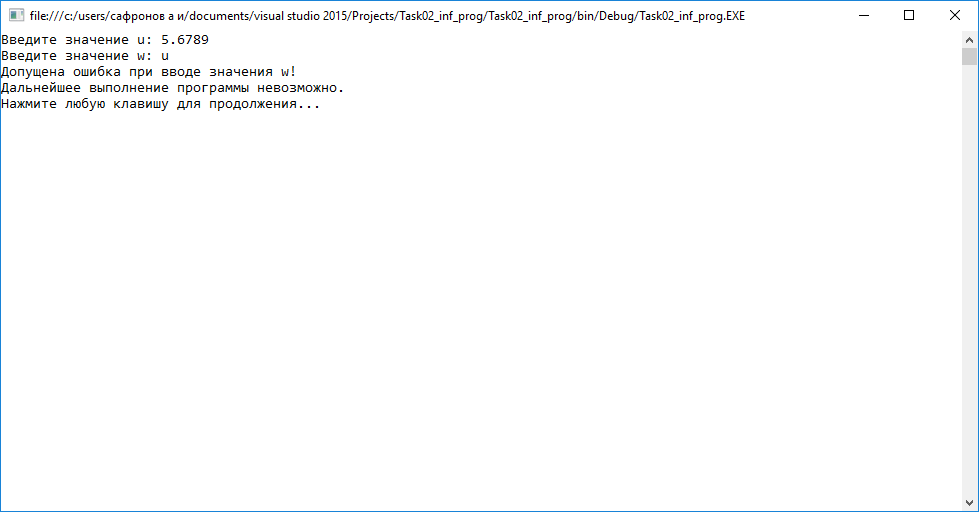 file:///c:/users/сафронов а и/documents/visual studio 2015/Projects/Task02_inf_prog/Task02_inf_prog/bin/Debug/Task02_inf_prog.EXE
Введите значение u: 5.6789
Введите значение w: u
Допущена ошибка при вводе значения w!
Дальнейшее выполнение программы невозможно.
Нажмите любую клавишу для продолжения...